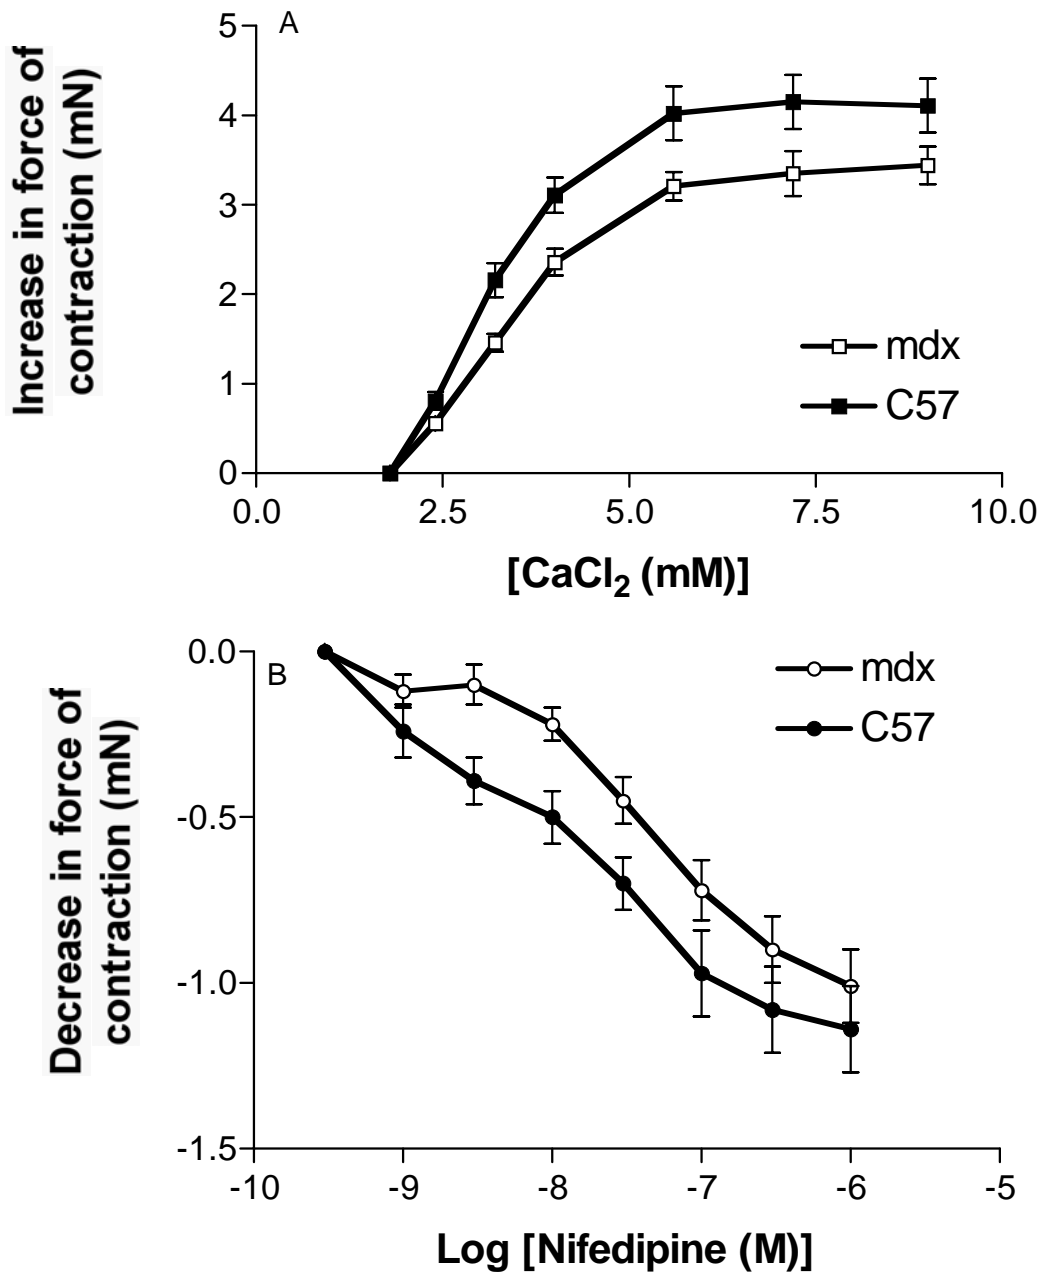 A
Increase in force of
contraction (mN)
5
4
3
2
1
0
mdx
C57
0.0 2.5 5.0 7.5 10.0
[CaCl₂ (mM)]
B
Decrease in force of
contraction (mN)
0.0
-0.5
-1.0
-1.5
mdx
C57
-10 -9 -8 -7 -6 -5
Log [Nifedipine (M)]